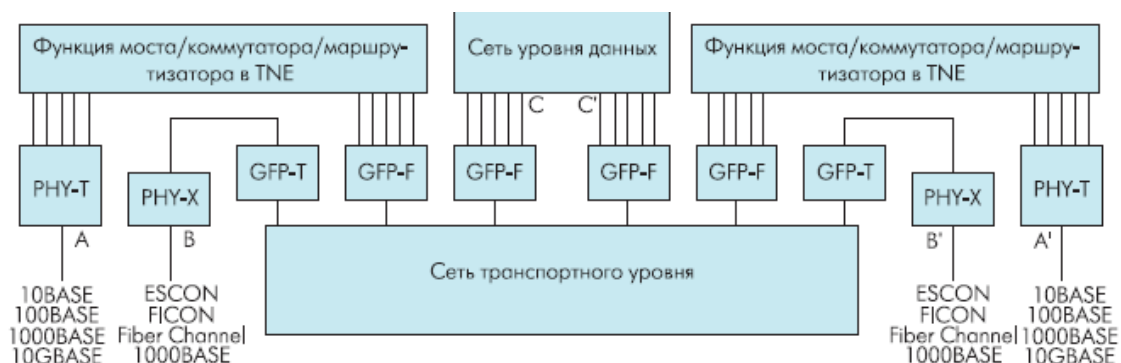 Функция моста/коммутатора/маршру-
тизатора в TNE
Сеть уровня данных
Функция моста/коммутатора/маршру-
тизатора в TNE
C
C'
PHY-T
PHY-X
GFP-T
GFP-F
GFP-F
GFP-F
GFP-F
GFP-T
PHY-X
PHY-T
A
B
B'
A'
Сеть транспортного уровня
10BASE
100BASE
1000BASE
10GBASE
ESCON
FICON
Fiber Channel
1000BASE
ESCON
FICON
Fiber Channel
1000BASE
10BASE
100BASE
1000BASE
10GBASE